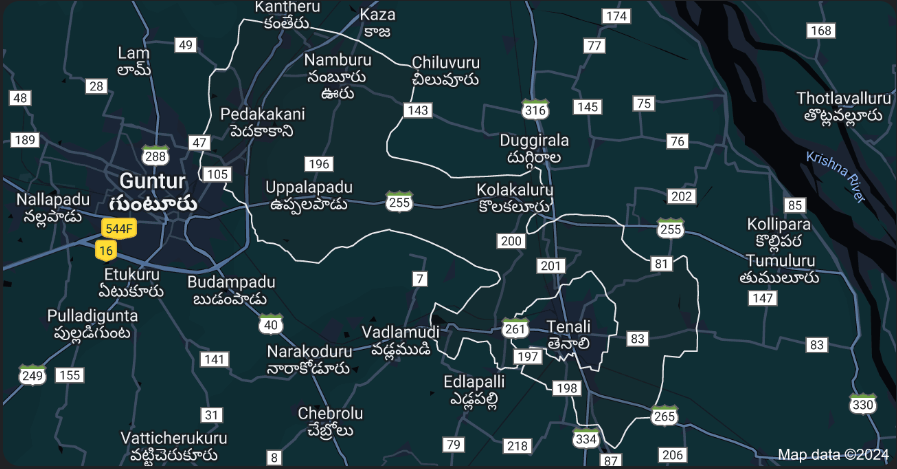 Kantheru
కంతేరు
Kaza
కాజ
174
168
49
77
Lam
లామ్
Namburu
నంబూరు
ఊరు
Chiluvuru
చిలువూరు
28
48
Thotlavalluru
తొట్లవల్లూరు
143
316
145
75
Pedakakani
పెదకాకాని
189
47
76
Duggirala
దుగ్గిరాల
288
196
Krishna River
105
Guntur
గుంటూరు
Uppalapadu
ఉప్పలపాడు
Kolakaluru
కొలకలూరు
202
Nallapadu
నల్లపాడు
255
85
544F
255
Kollipara
కొల్లిపర
16
200
Tumuluru
తుములూరు
201
81
Etukuru
ఏటుకూరు
Budampadu
బుడంపాడు
7
147
Pulladigunta
పుల్లడిగుంట
40
Vadlamudi
వడ్లముడి
261
Tenali
తెనాలి
83
83
Narakoduru
నారాకోడూరు
197
141
249
155
Edlapalli
ఎడ్లపల్లి
198
330
31
Chebrolu
చేబ్రోలు
265
Vatticherukuru
వట్టిచెరుకూరు
334
79
218
8
87
206
Map data ©2024